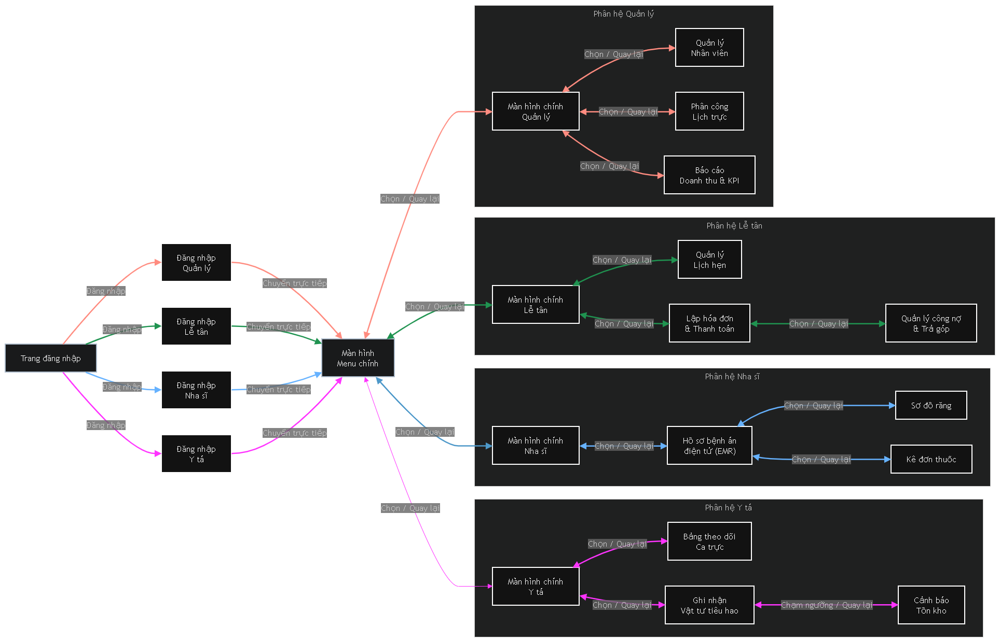 Phân hệ Quản lý
Quản lý
Nhân viên
Chọn / Quay lại
Màn hình chính
Quản lý
Chọn / Quay lại
Phân công
Lịch trực
Chọn / Quay lại
Báo cáo
Doanh thu & KPI
Chọn / Quay lại
Phân hệ Lễ tân
Quản lý
Lịch hẹn
Chọn / Quay lại
Chọn / Quay lại
Màn hình chính
Lễ tân
Chọn / Quay lại
Lập hóa đơn
& Thanh toán
Chọn / Quay lại
Quản lý công nợ
& Trả góp
Đăng nhập
Quản lý
Đăng nhập
Chuyển trực tiếp
Đăng nhập
Lễ tân
Đăng nhập
Chuyển trực tiếp
Trang đăng nhập
Màn hình
Menu chính
Đăng nhập
Đăng nhập
Nha sĩ
Chuyển trực tiếp
Đăng nhập
Chuyển trực tiếp
Đăng nhập
Y tá
Phân hệ Nha sĩ
Chọn / Quay lại
Sơ đồ răng
Chọn / Quay lại
Màn hình chính
Nha sĩ
Chọn / Quay lại
Hồ sơ bệnh án
điện tử (EMR)
Chọn / Quay lại
Kê đơn thuốc
Chọn / Quay lại
Phân hệ Y tá
Bảng theo dõi
Ca trực
Chọn / Quay lại
Màn hình chính
Y tá
Chọn / Quay lại
Ghi nhận
Vật tư tiêu hao
Chạm ngưỡng / Quay lại
Cảnh báo
Tồn kho